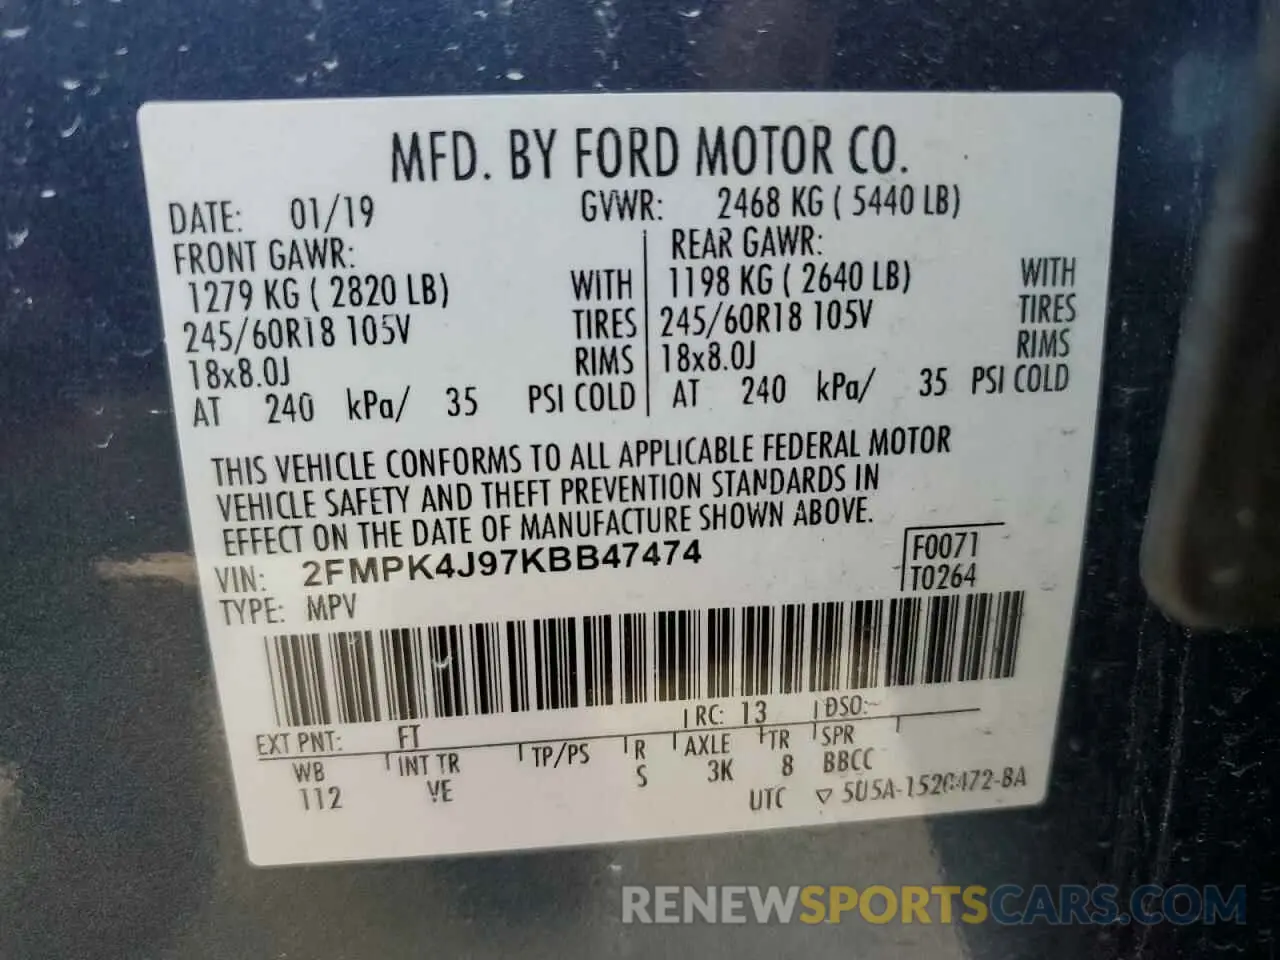 MFD. BY FORD MOTOR CO.
DATE: 01/19 GVWR: 2468 KG ( 5440 LB)
FRONT GAWR: REAR GAWR:
1279 KG ( 2820 LB) WITH 1198 KG ( 2640 LB) WITH
245/60R18 105V TIRES 245/60R18 105V TIRES
18x8.0J RIMS 18x8.0J RIMS
AT 240 kPa/ 35 PSI COLD AT 240 kPa/ 35 PSI COLD
THIS VEHICLE CONFORMS TO ALL APPLICABLE FEDERAL MOTOR
VEHICLE SAFETY AND THEFT PREVENTION STANDARDS IN
EFFECT ON THE DATE OF MANUFACTURE SHOWN ABOVE.
VIN: 2FMPK4J97KBB47474 F0071
TYPE: MPV T0264
EXT PNT: FT RC: 13 DSO:
WB INT TR TP/PS R AXLE TR SPR
112 VE S 3K 8 BBCC
UTC
RENEWSPORTSCARS.COM